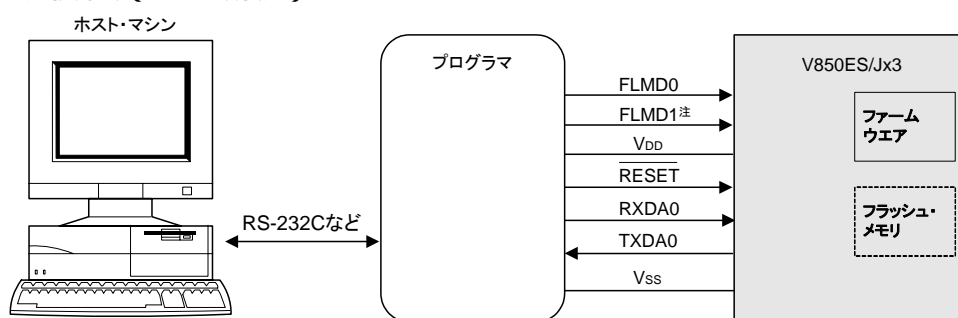 ホスト・マシン
RS-232Cなど
プログラマ
FLMD0
FLMD1注
VDD
RESET
RXDA0
TXDA0
VSS
V850ES/Jx3
ファーム
ウエア
フラッシュ・
メモリ